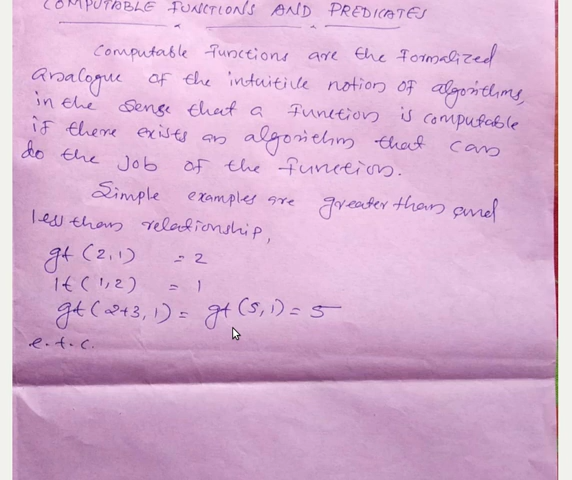 COMPUTABLE FUNCTIONS AND PREDICATES
Computable functions are the formalized
analogue of the intuitive notion of algorithms,
in the sense that a function is computable
if there exists an algorithm that can
do the job of the function.
Simple examples are greater than and
less than relationship,
gt (2,1) = 2
lt (1,2) = 1
gt (2+3,1) = gt (5,1) = 5
e.t.c.